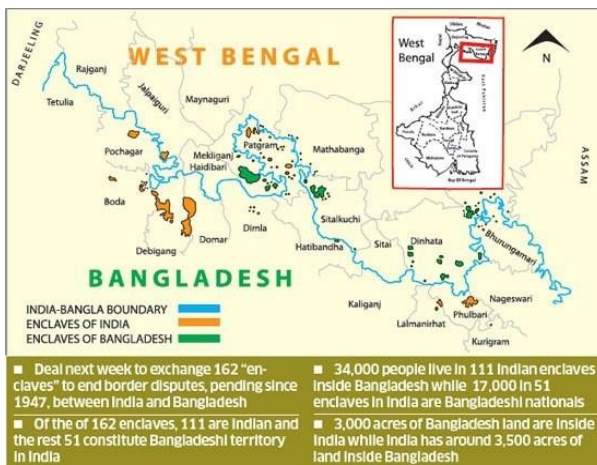 DARJEELING
WEST BENGAL
Rajganj
Tetulia
Jalpaiguri
Maynaguri
West
Bengal
N
ASSAM
Pochagar
Mekliganj
Haidibari
Patgram
Mathabanga
Boda
Debigang
Domar
Dimla
Hatibandha
Sitalkuchi
Sitai
Dinhata
Bhurungamari
BANGLADESH
Kaliganj
Lalmanirhat
Phulbari
Nageswari
Kurigram
INDIA-BANGLA BOUNDARY
ENCLAVES OF INDIA
ENCLAVES OF BANGLADESH
Deal next week to exchange 162 "en-
claves" to end border disputes, pending since
1947, between India and Bangladesh
Of the of 162 enclaves, 111 are Indian and
the rest 51 constitute Bangladeshi territory
in India
34,000 people live in 111 Indian enclaves
inside Bangladesh while 17,000 in 51
enclaves in India are Bangladeshi nationals
3,000 acres of Bangladesh land are inside
India while India has around 3,500 acres of
land inside Bangladesh